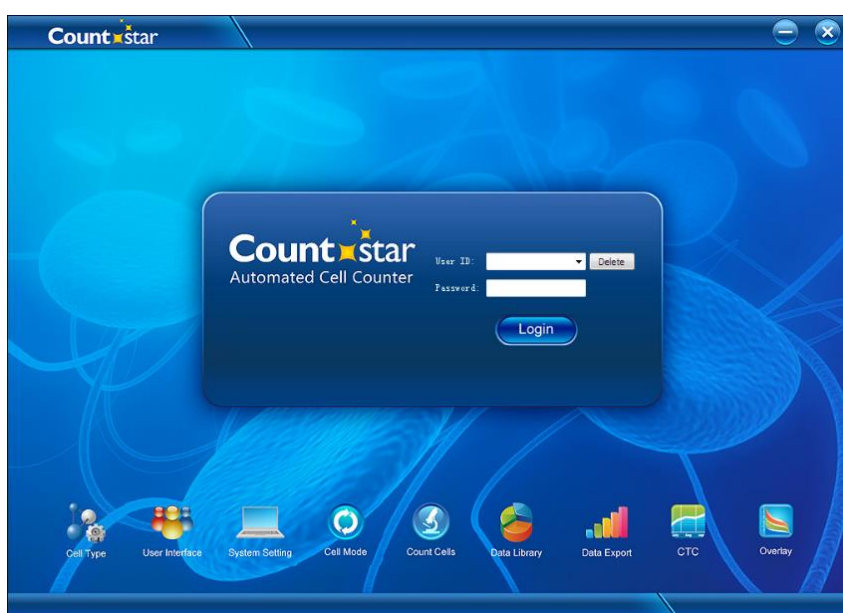 Countstar
Countstar
Automated Cell Counter
User ID:
Delete
Password:
Login
Cell Type
User Interface
System Setting
Cell Mode
Count Cells
Data Library
Data Export
CTC
Overlay